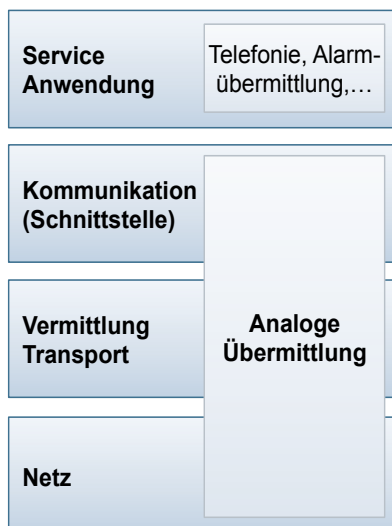 Service
Anwendung
Telefonie, Alarm-
übermittlung,…
Kommunikation
(Schnittstelle)
Vermittlung
Transport
Analoge
Übermittlung
Netz